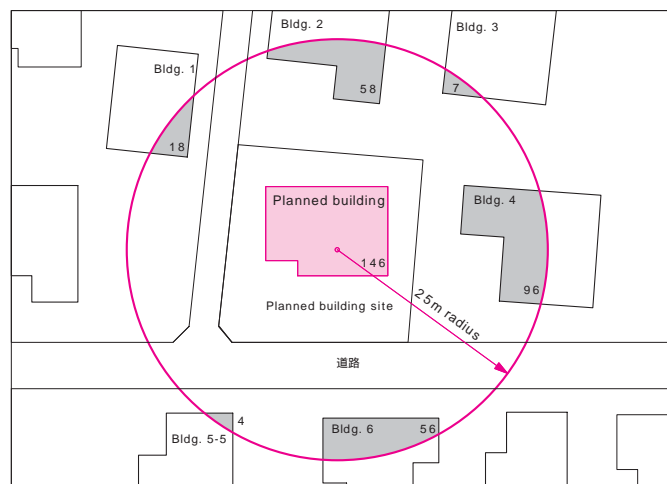 Bldg. 2
Bldg. 3
Bldg. 1
58
7
18
Planned building
Bldg. 4
146
96
25m radius
Planned building site
道路
4
Bldg. 5-5
Bldg. 6
56